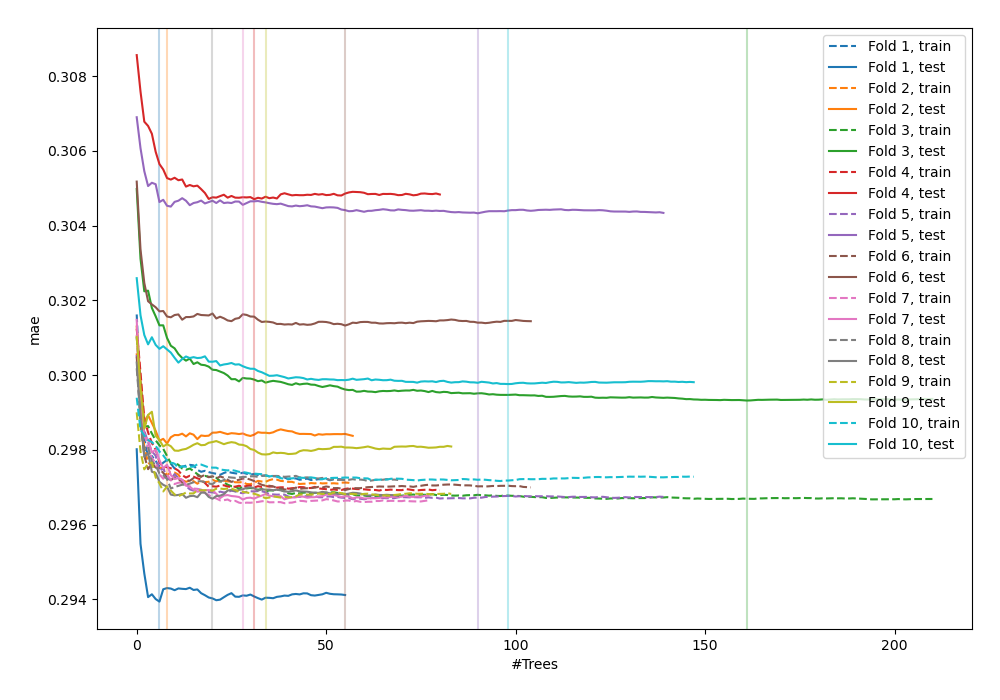 0.308
0.306
0.304
0.302
0.300
0.298
0.296
0.294
mae
0
50
100
150
200
#Trees
Fold 1, train
Fold 1, test
Fold 2, train
Fold 2, test
Fold 3, train
Fold 3, test
Fold 4, train
Fold 4, test
Fold 5, train
Fold 5, test
Fold 6, train
Fold 6, test
Fold 7, train
Fold 7, test
Fold 8, train
Fold 8, test
Fold 9, train
Fold 9, test
Fold 10, train
Fold 10, test